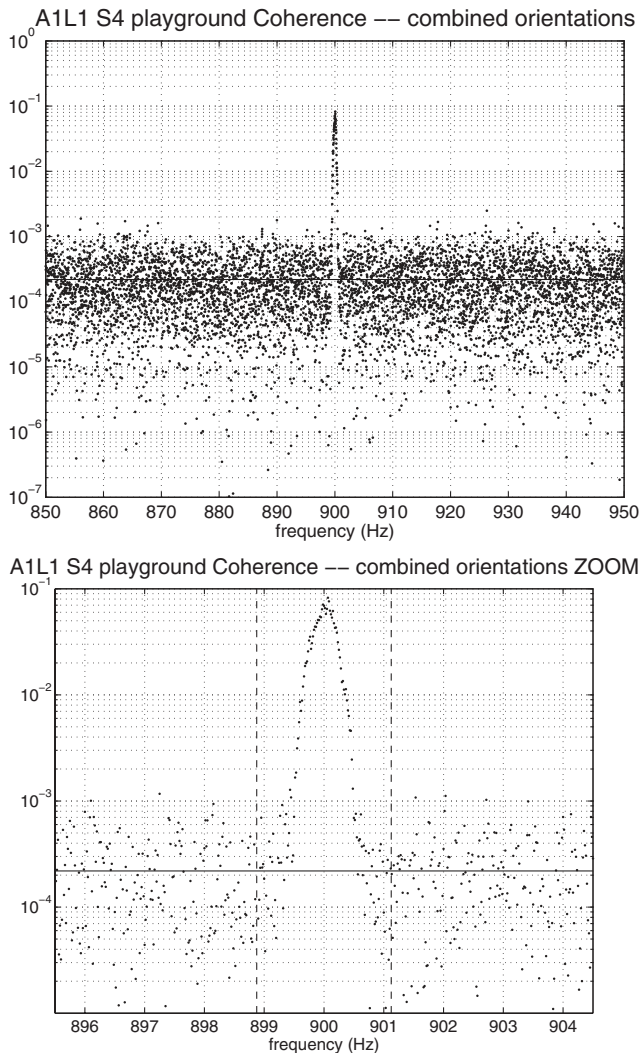 A1L1 S4 playground Coherence −− combined orientations
10^0
10^-1
10^-2
10^-3
10^-4
10^-5
10^-6
10^-7
850 860 870 880 890 900 910 920 930 940 950
frequency (Hz)
A1L1 S4 playground Coherence −− combined orientations ZOOM
10^-1
10^-2
10^-3
10^-4
896 897 898 899 900 901 902 903 904
frequency (Hz)